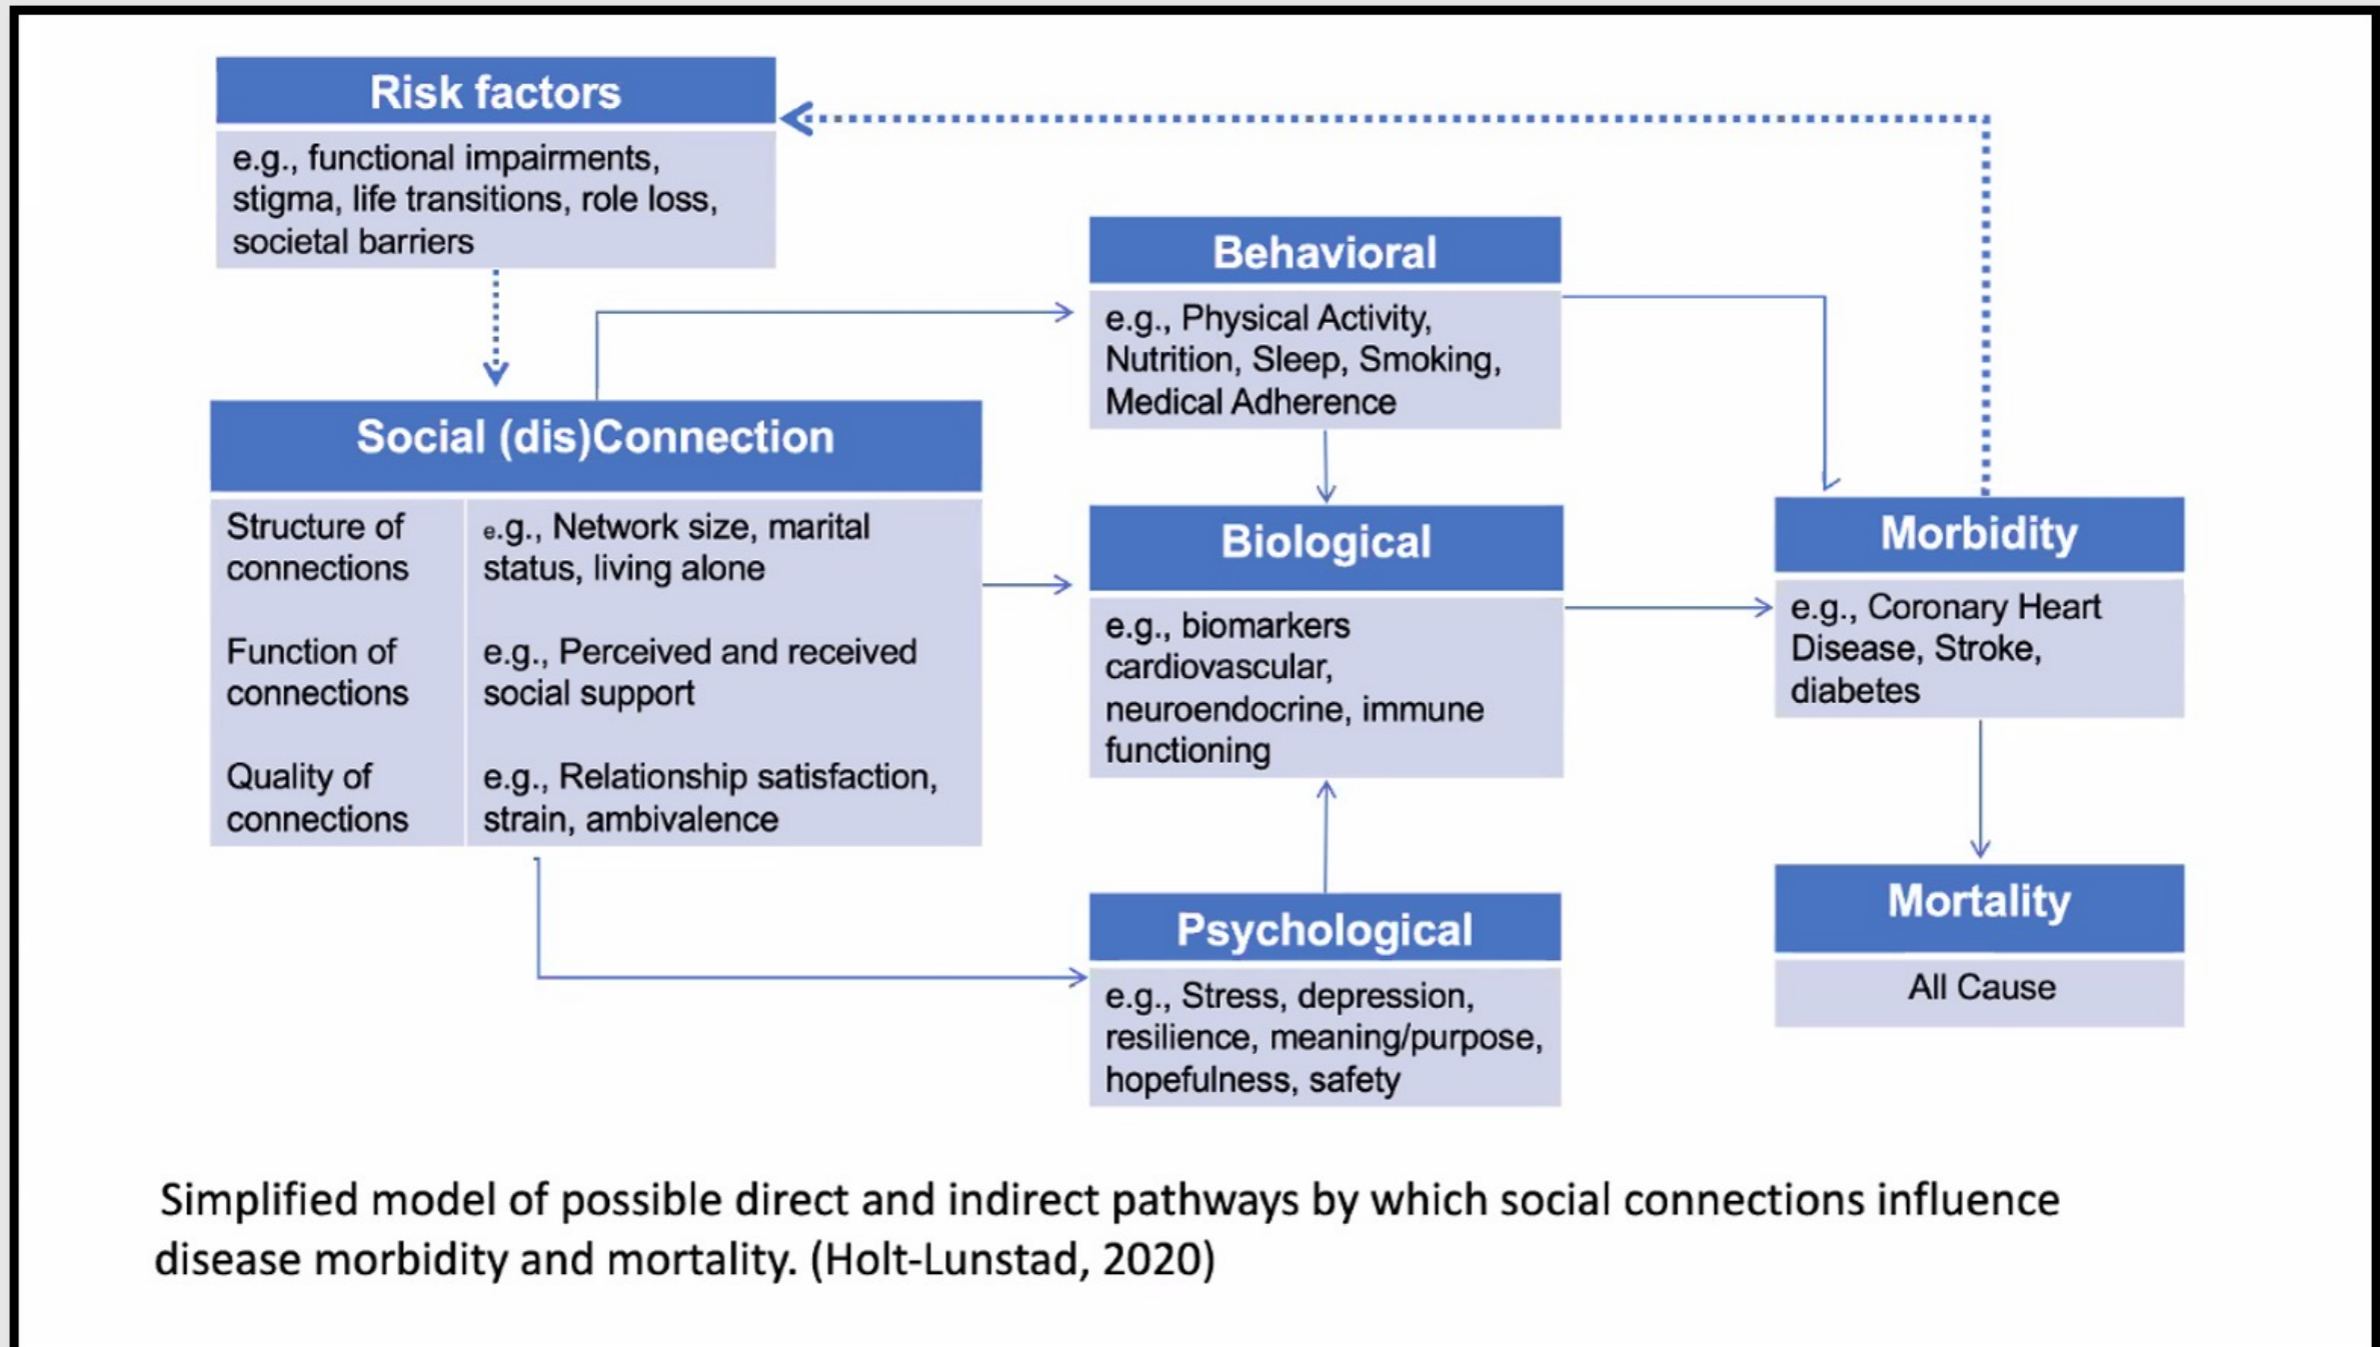 Risk factors
e.g., functional impairments,
stigma, life transitions, role loss,
societal barriers
Social (dis)Connection
Structure of
connections
e.g., Network size, marital
status, living alone
Function of
connections
e.g., Perceived and received
social support
Quality of
connections
e.g., Relationship satisfaction,
strain, ambivalence
Behavioral
e.g., Physical Activity,
Nutrition, Sleep, Smoking,
Medical Adherence
Biological
e.g., biomarkers
cardiovascular,
neuroendocrine, immune
functioning
Psychological
e.g., Stress, depression,
resilience, meaning/purpose,
hopefulness, safety
Morbidity
e.g., Coronary Heart
Disease, Stroke,
diabetes
Mortality
All Cause
Simplified model of possible direct and indirect pathways by which social connections influence
disease morbidity and mortality. (Holt-Lunstad, 2020)